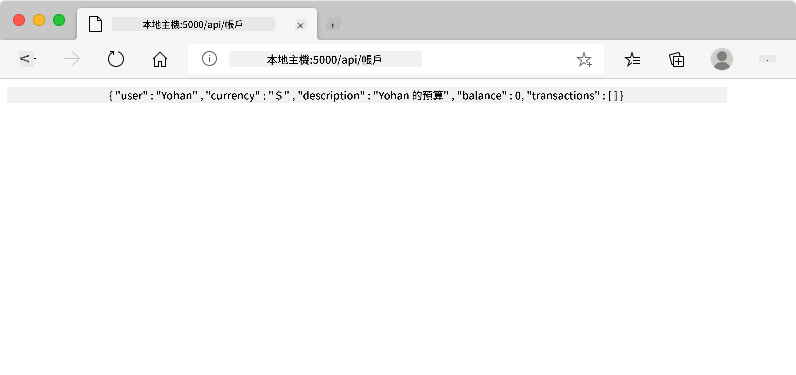 本地主機:5000/api/帳戶
本地主機:5000/api/帳戶
{ "user" : "Yohan" , "currency" : "$" , "description" : "Yohan 的預算" , "balance" : 0, "transactions" : [ ] }